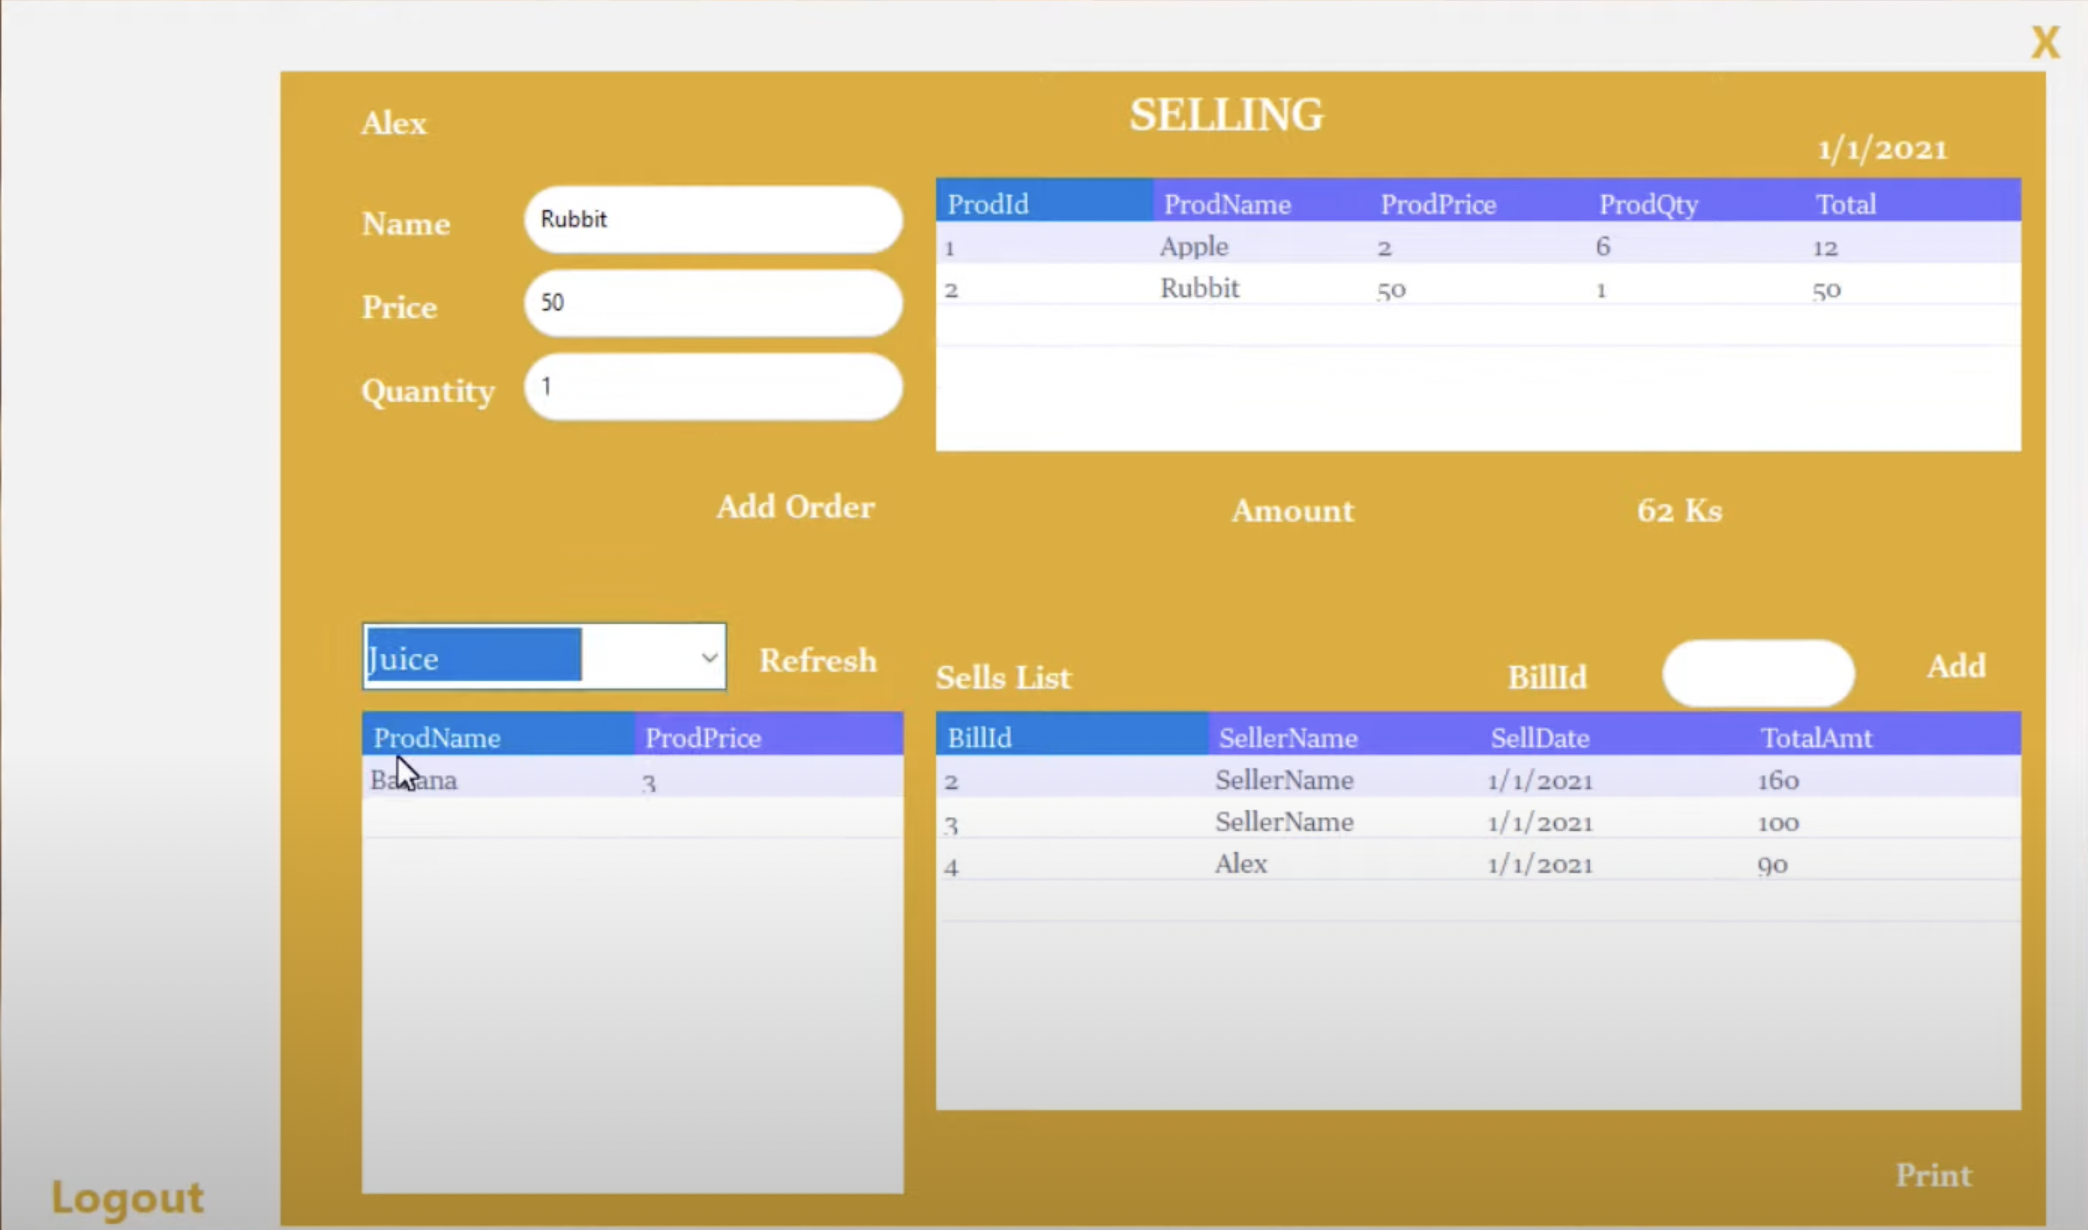 X
Alex
SELLING
1/1/2021
Name Rubbit
Price 50
Quantity 1
ProdId ProdName ProdPrice ProdQty Total
1 Apple 2 6 12
2 Rubbit 50 1 50
Add Order
Amount 62 Ks
Juice
Refresh
Sells List
BillId
Add
ProdName ProdPrice
Banana 3
BillId SellerName SellDate TotalAmt
2 SellerName 1/1/2021 160
3 SellerName 1/1/2021 100
4 Alex 1/1/2021 90
Print
Logout